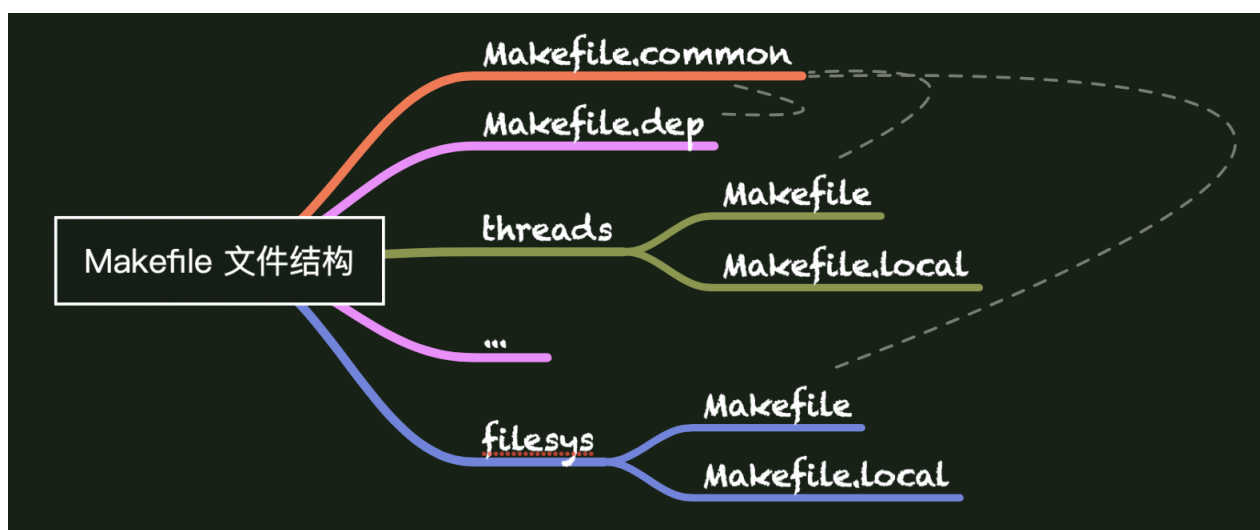 Makefile.common
Makefile.dep
Makefile 文件结构
threads
Makefile
Makefile.local
...
filesys
Makefile
Makefile.local